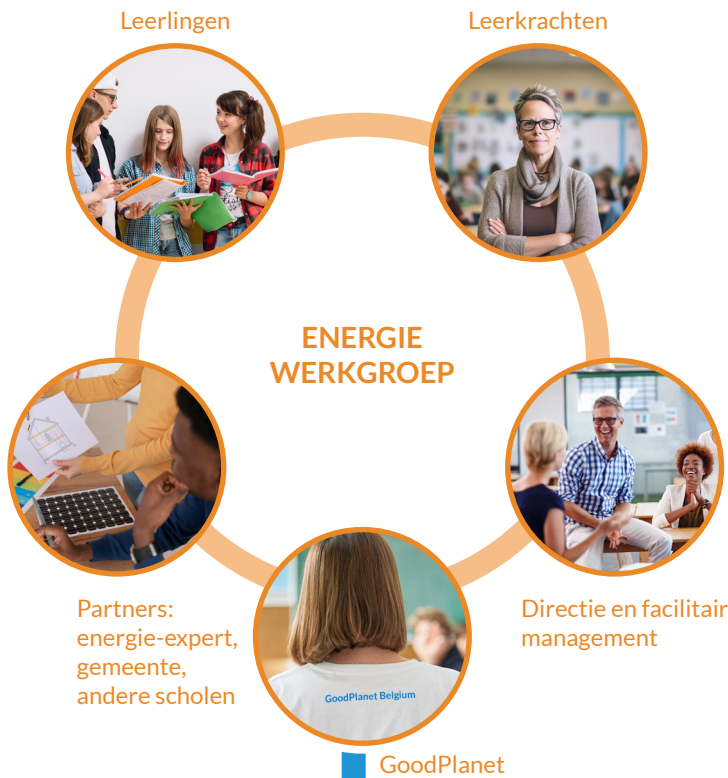 Leerlingen
Leerkrachten
ENERGIE
WERKGROEP
Partners:
energie-expert,
gemeente,
andere scholen
Directie en facilitair
management
GoodPlanet Belgium
GoodPlanet